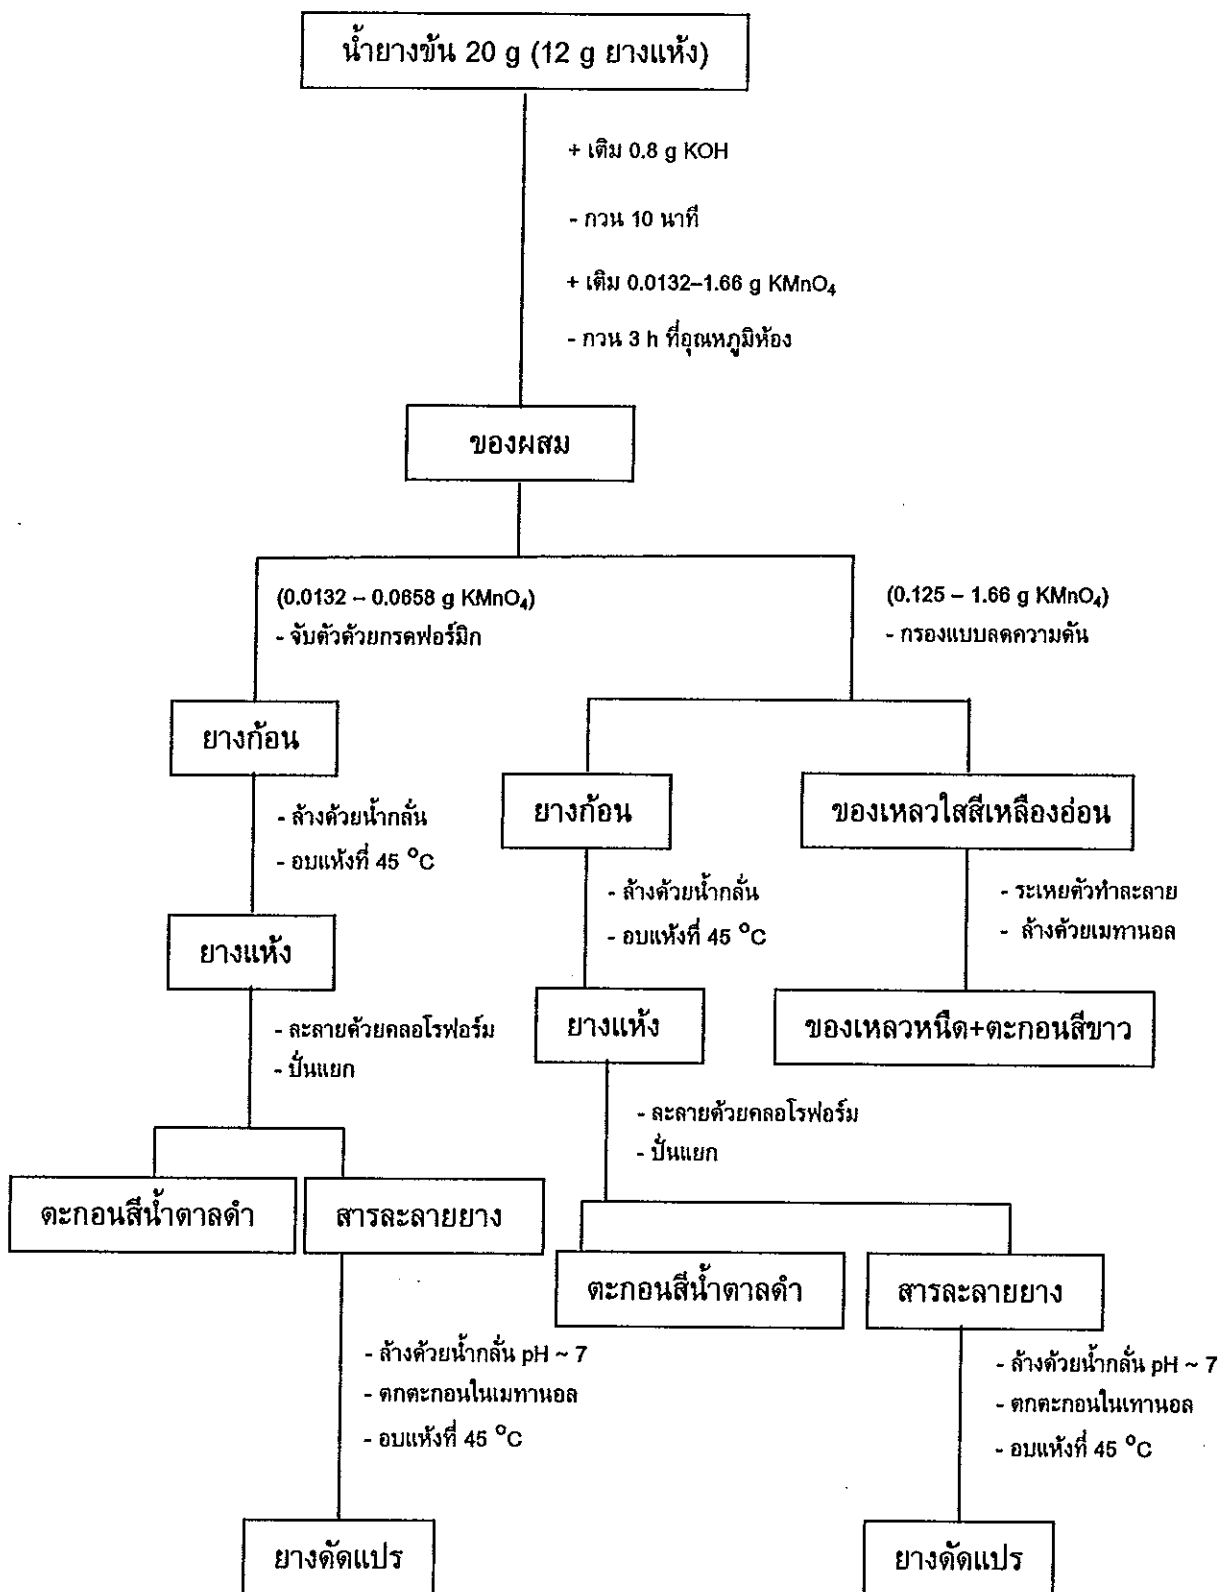 น้ำยางข้น 20 g (12 g ยางแห้ง)
+ เติม 0.8 g KOH
- กวน 10 นาที
+ เติม 0.0132–1.66 g KMnO4
- กวน 3 h ที่อุณหภูมิห้อง
ของผสม
(0.0132 – 0.0658 g KMnO4)
- จับตัวด้วยกรดฟอร์มิก
(0.125 – 1.66 g KMnO4)
- กรองแบบลดความดัน
ยางก้อน
- ล้างด้วยน้ำกลั่น
- อบแห้งที่ 45 °C
ยางแห้ง
- ละลายด้วยคลอโรฟอร์ม
- ปั่นแยก
ตะกอนสีน้ำตาลดำ
สารละลายยาง
- ล้างด้วยน้ำกลั่น pH ~ 7
- ตกตะกอนในเมทานอล
- อบแห้งที่ 45 °C
ยางดัดแปร
ยางก้อน
- ล้างด้วยน้ำกลั่น
- อบแห้งที่ 45 °C
ยางแห้ง
- ละลายด้วยคลอโรฟอร์ม
- ปั่นแยก
ตะกอนสีน้ำตาลดำ
สารละลายยาง
- ล้างด้วยน้ำกลั่น pH ~ 7
- ตกตะกอนในเทานอล
- อบแห้งที่ 45 °C
ยางดัดแปร
ของเหลวใสสีเหลืองอ่อน
- ระเหยตัวทำละลาย
- ล้างด้วยเมทานอล
ของเหลวหนืด+ตะกอนสีขาว